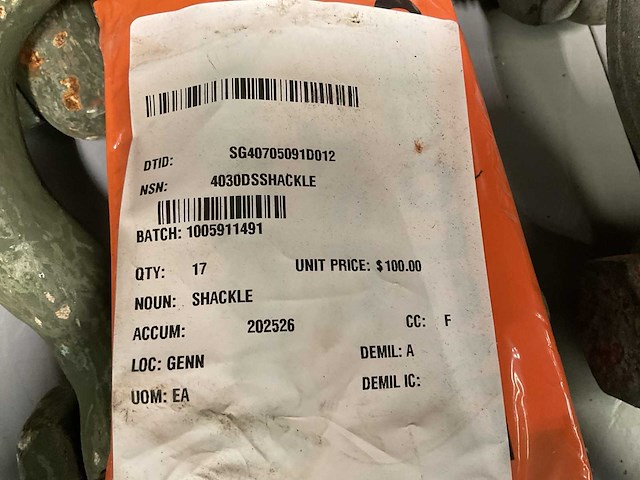 DTID: SG40705091D012
NSN: 4030DSSHACKLE
BATCH: 1005911491
QTY: 17 UNIT PRICE: $100.00
NOUN: SHACKLE
ACCUM: 202526 CC: F
LOC: GENN DEMIL: A
UOM: EA DEMIL IC: